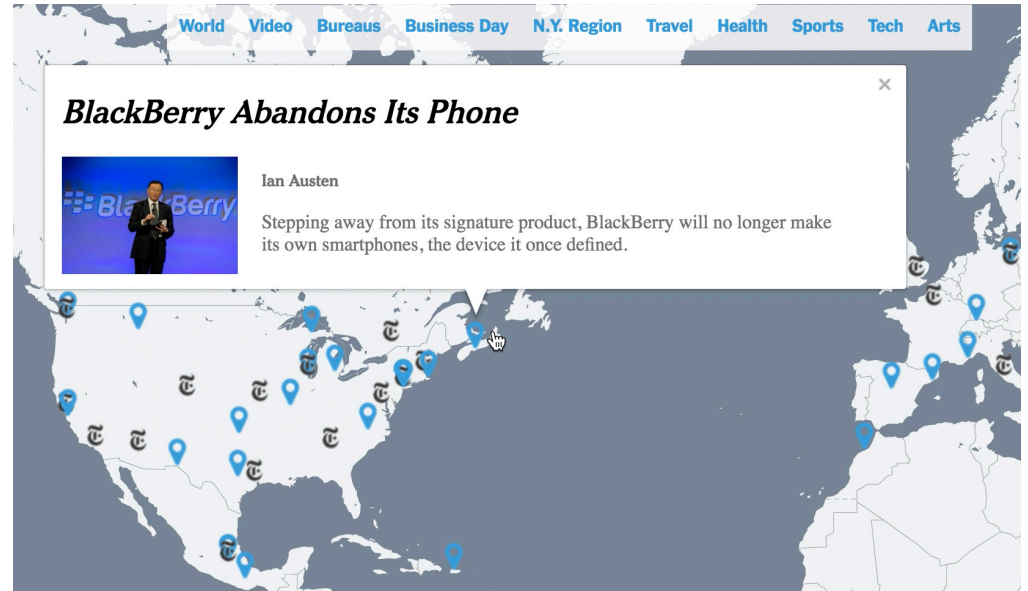 World Video Bureaus Business Day N.Y. Region Travel Health Sports Tech Arts
×
BlackBerry Abandons Its Phone
BlackBerry
Ian Austen
Stepping away from its signature product, BlackBerry will no longer make
its own smartphones, the device it once defined.